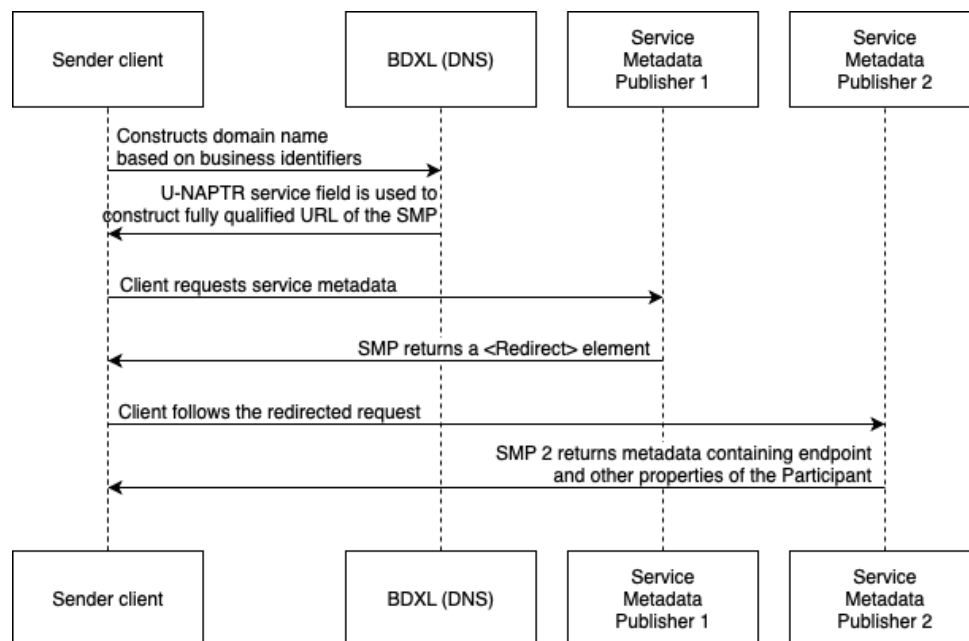 Sender client
BDXL (DNS)
Service
Metadata
Publisher 1
Service
Metadata
Publisher 2
Constructs domain name
based on business identifiers
U-NAPTR service field is used to
construct fully qualified URL of the SMP
Client requests service metadata
SMP returns a <Redirect> element
Client follows the redirected request
SMP 2 returns metadata containing endpoint
and other properties of the Participant
Sender client
BDXL (DNS)
Service
Metadata
Publisher 1
Service
Metadata
Publisher 2